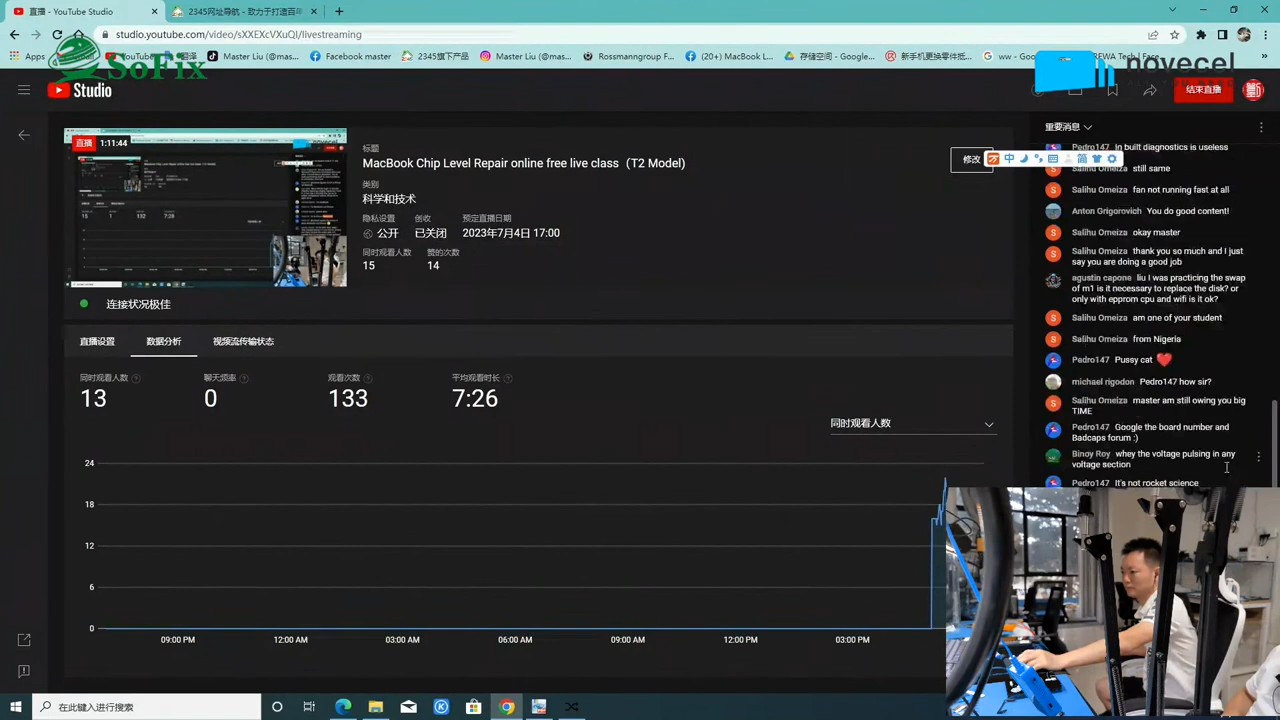 直播 - YouTube Studio
2345网址导航 - 致力于打造百年
studio.youtube.com/video/sXXEXcVXuQI/livestreaming
Apps
YouTube
翻译
Master Liu (@mas...
Facebook master
2345旗下产品
Master Liu (@mas...
Rossmanngroup F...
(20+) MacBook L...
存储空间 - Google...
新手机更换零件抵...
ww - Google
REWA Tech | Face...
SoFix
novecel
Studio
结束直播
直播
1:11:44
标题
MacBook Chip Level Repair online free live class（T2 Model)
类别
科学和技术
隐私设置
创收
预定直播日期
公开
已关闭
2023年7月4日 17:00
同时观看人数
赞的次数
15
14
修改
连接状况极佳
直播设置
数据分析
视频流传输状态
同时观看人数
聊天频率
观看次数
平均观看时长
13
0
133
7:26
同时观看人数
24
18
12
6
0
09:00 PM
12:00 AM
03:00 AM
06:00 AM
09:00 AM
12:00 PM
03:00 PM
重要消息
Pedro147 In built diagnostics is useless
中
简
Salihu Omeiza still same
Salihu Omeiza fan not running fast at all
Anton Grigorovich You do good content!
Salihu Omeiza okay master
Salihu Omeiza thank you so much and I just
say you are doing a good job
agustin capone liu I was practicing the swap
of m1 is it necessary to replace the disk? or
only with epprom cpu and wifi is it ok?
Salihu Omeiza am one of your student
Salihu Omeiza from Nigeria
Pedro147 Pussy cat ❤️
michael rigodon Pedro147 how sir?
Salihu Omeiza master am still owing you big
TIME
Pedro147 Google the board number and
Badcaps forum :)
Binoy Roy whey the voltage pulsing in any
voltage section
Pedro147 It's not rocket science
在此键入进行搜索